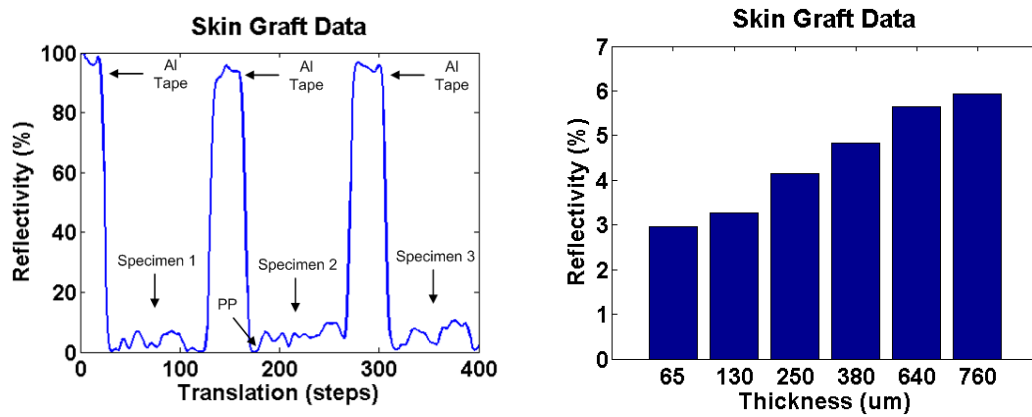 Skin Graft Data
Reflectivity (%)
100
80
60
40
20
0
Al
Tape
Al
Tape
Al
Tape
Specimen 1
Specimen 2
Specimen 3
PP
0
100
200
300
400
Translation (steps)
Skin Graft Data
Reflectivity (%)
7
6
5
4
3
2
1
0
65
130
250
380
640
760
Thickness (um)